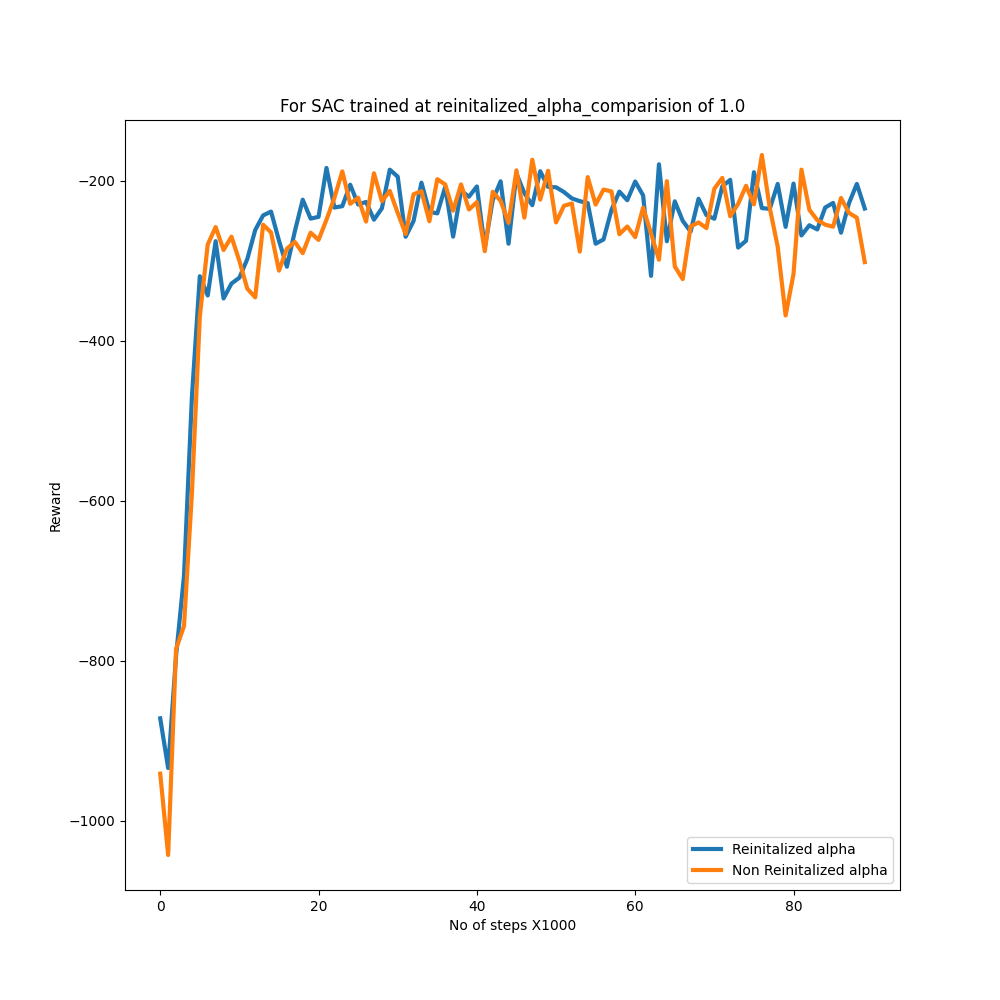 For SAC trained at reinitalized_alpha_comparision of 1.0
Reward
−200
−400
−600
−800
−1000
0 20 40 60 80
No of steps X1000
Reinitalized alpha
Non Reinitalized alpha